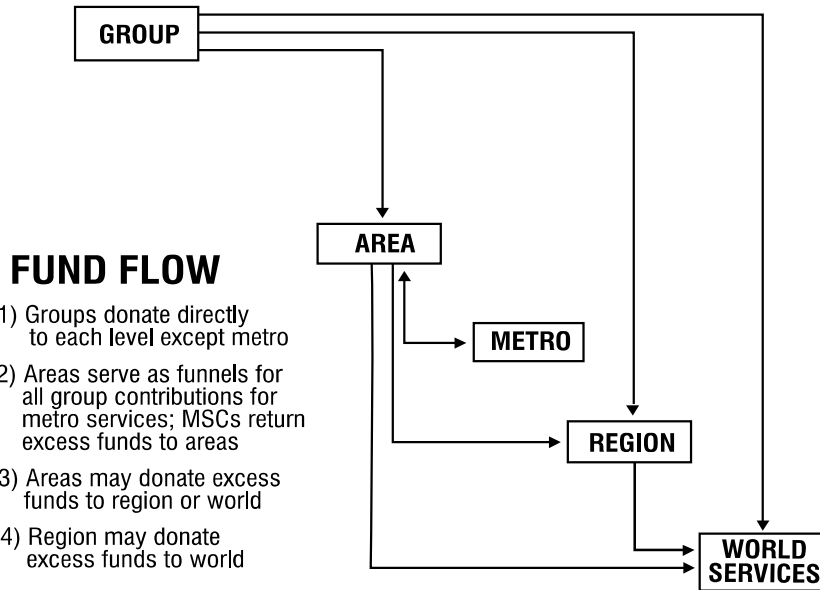 GROUP
AREA
FUND FLOW
1) Groups donate directly
to each level except metro
METRO
2) Areas serve as funnels for
all group contributions for
metro services; MSCs return
excess funds to areas
REGION
3) Areas may donate excess
funds to region or world
4) Region may donate
excess funds to world
WORLD
SERVICES